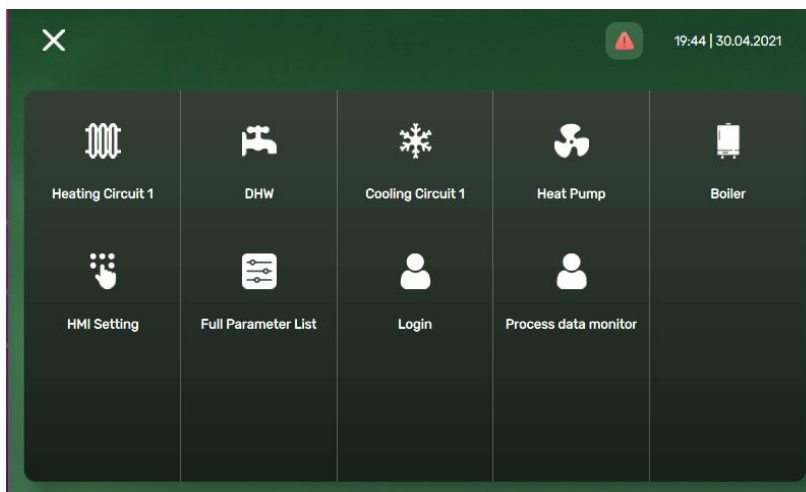 19:44 | 30.04.2021
Heating Circuit 1
DHW
Cooling Circuit 1
Heat Pump
Boiler
HMI Setting
Full Parameter List
Login
Process data monitor